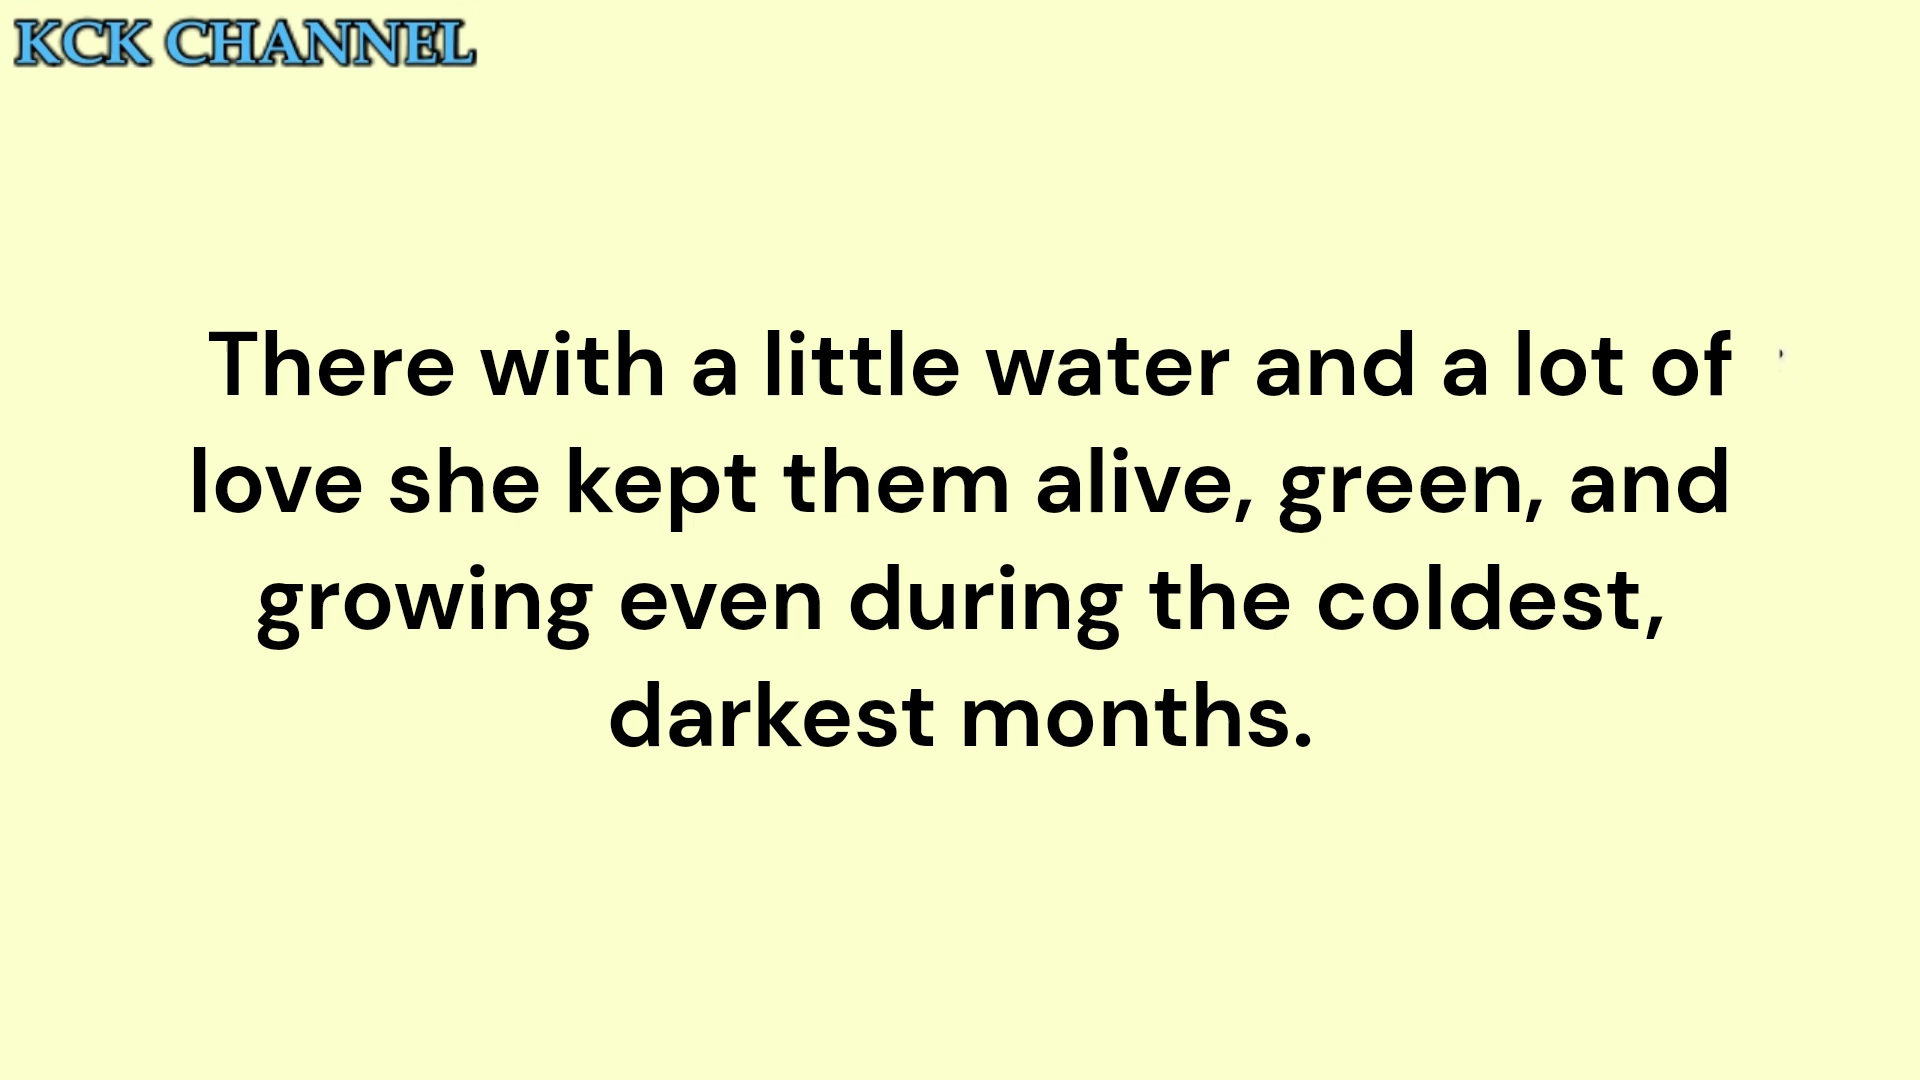 KCK CHANNEL
There with a little water and a lot of
love she kept them alive, green, and
growing even during the coldest,
darkest months.